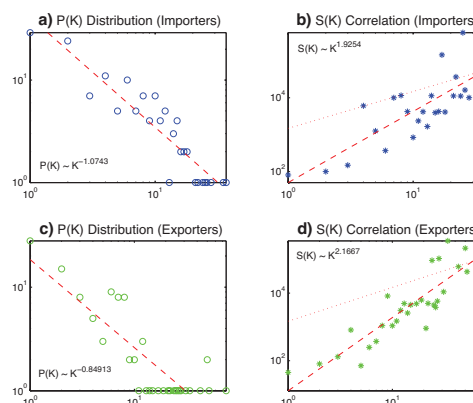 a) P(K) Distribution (Importers)
10^1
10^0
10^0
10^1
P(K) ~ K^-1.0743
b) S(K) Correlation (Importers)
S(K) ~ K^1.9254
10^4
10^2
10^0
10^1
c) P(K) Distribution (Exporters)
10^1
10^0
10^0
10^1
P(K) ~ K^-0.84913
d) S(K) Correlation (Exporters)
S(K) ~ K^2.1667
10^4
10^2
10^0
10^1